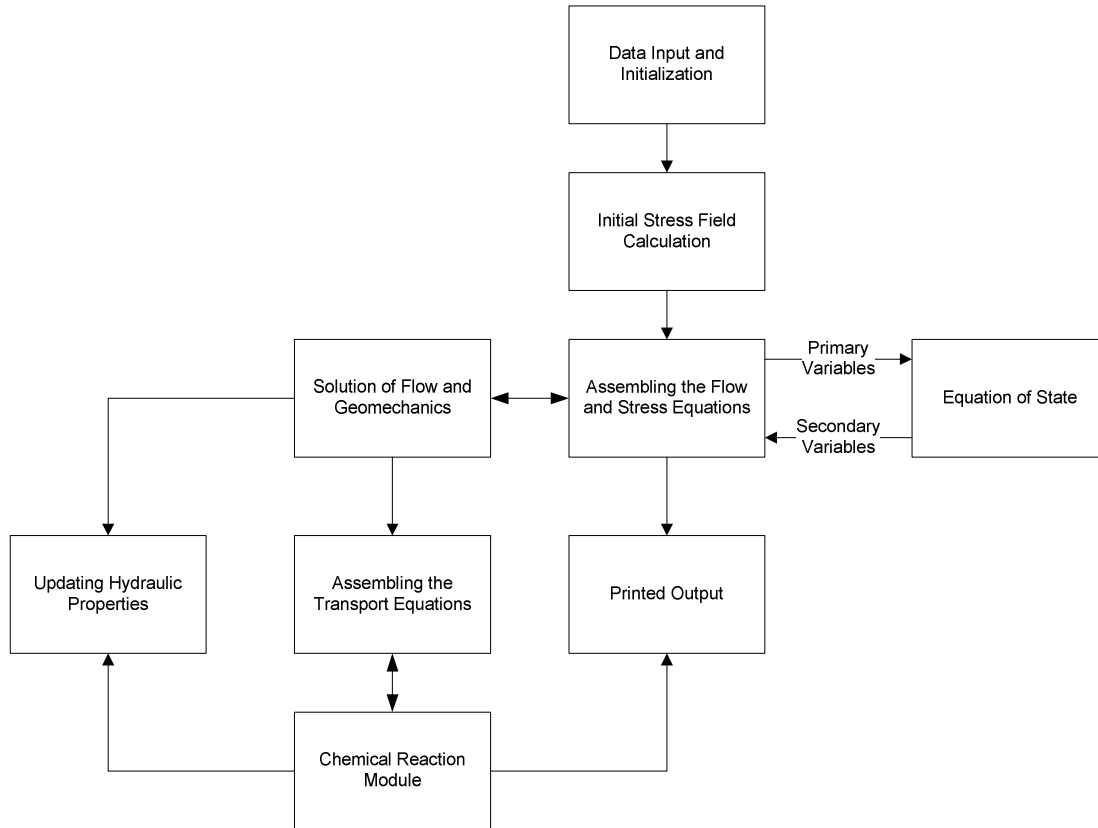 Data Input and
Initialization
Initial Stress Field
Calculation
Solution of Flow and
Geomechanics
Assembling the Flow
and Stress Equations
Primary
Variables
Secondary
Variables
Equation of State
Updating Hydraulic
Properties
Assembling the
Transport Equations
Printed Output
Chemical Reaction
Module